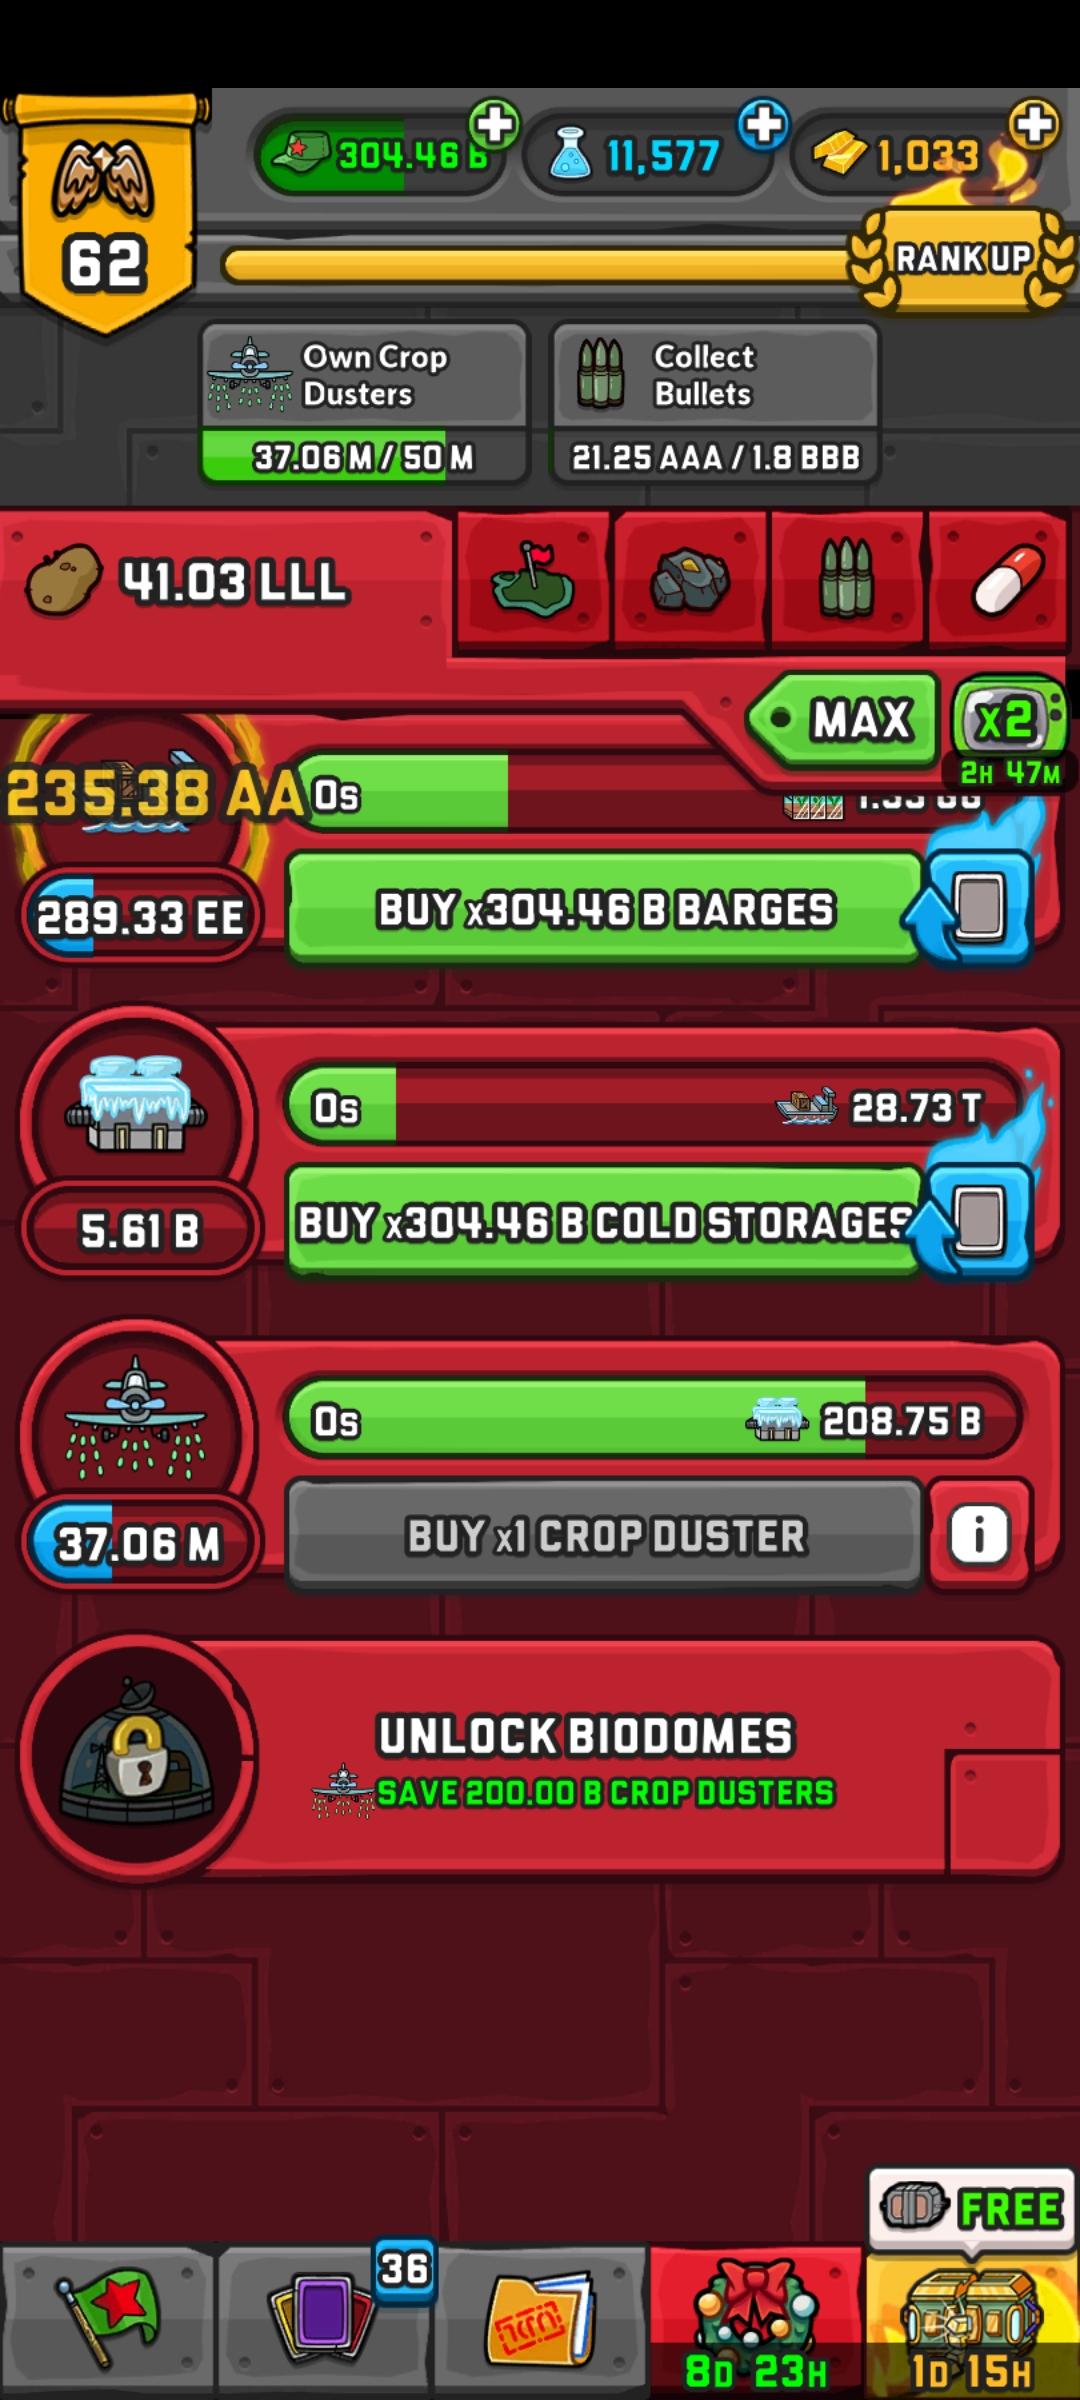 304.46 B
11,577
1,033
62
RANK UP
Own Crop
Dusters
37.06 M / 50 M
Collect
Bullets
21.25 AAA / 1.8 BBB
41.03 LLL
MAX
x2
2H 47M
235.38 AA
0s
289.33 EE
BUY x304.46 B BARGES
0s
28.73 T
5.61 B
BUY x304.46 B COLD STORAGES
0s
208.75 B
37.06 M
BUY x1 CROP DUSTER
i
UNLOCK BIODOMES
SAVE 200.00 B CROP DUSTERS
FREE
36
8D 23H
1D 15H